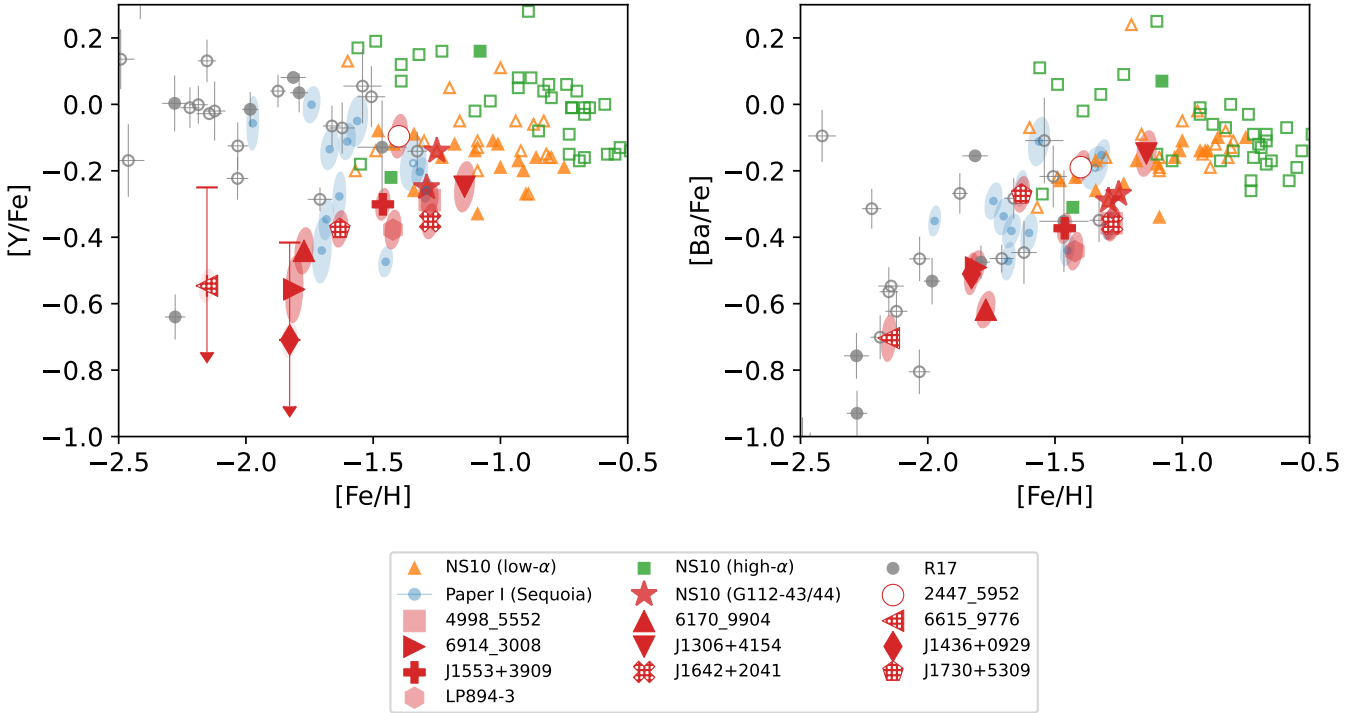 0.2
0.0
−0.2
−0.4
−0.6
−0.8
−1.0
[Y/Fe]
−2.5 −2.0 −1.5 −1.0 −0.5
[Fe/H]
0.2
0.0
−0.2
−0.4
−0.6
−0.8
−1.0
[Ba/Fe]
−2.5 −2.0 −1.5 −1.0 −0.5
[Fe/H]
NS10 (low-α) NS10 (high-α) R17
Paper I (Sequoia) NS10 (G112-43/44) 2447_5952
4998_5552 6170_9904 6615_9776
6914_3008 J1306+4154 J1436+0929
J1553+3909 J1642+2041 J1730+5309
LP894-3